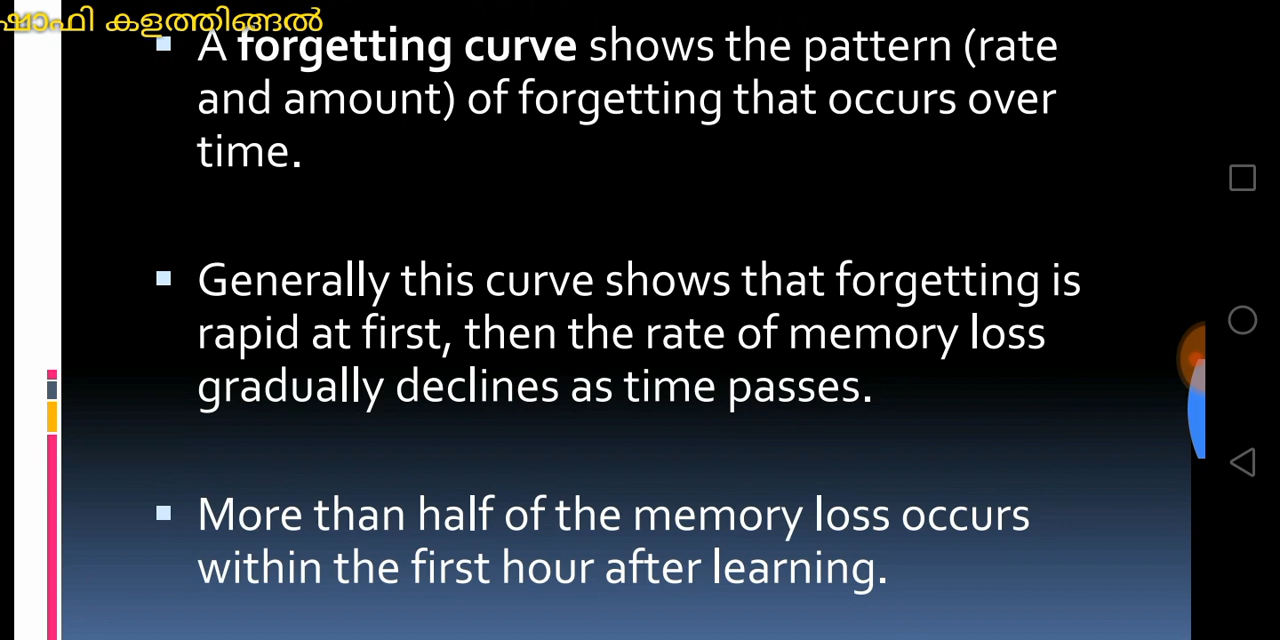 ഷാഫി കളത്തിങ്ങൽ
A forgetting curve shows the pattern (rate
and amount) of forgetting that occurs over
time.
Generally this curve shows that forgetting is
rapid at first, then the rate of memory loss
gradually declines as time passes.
More than half of the memory loss occurs
within the first hour after learning.